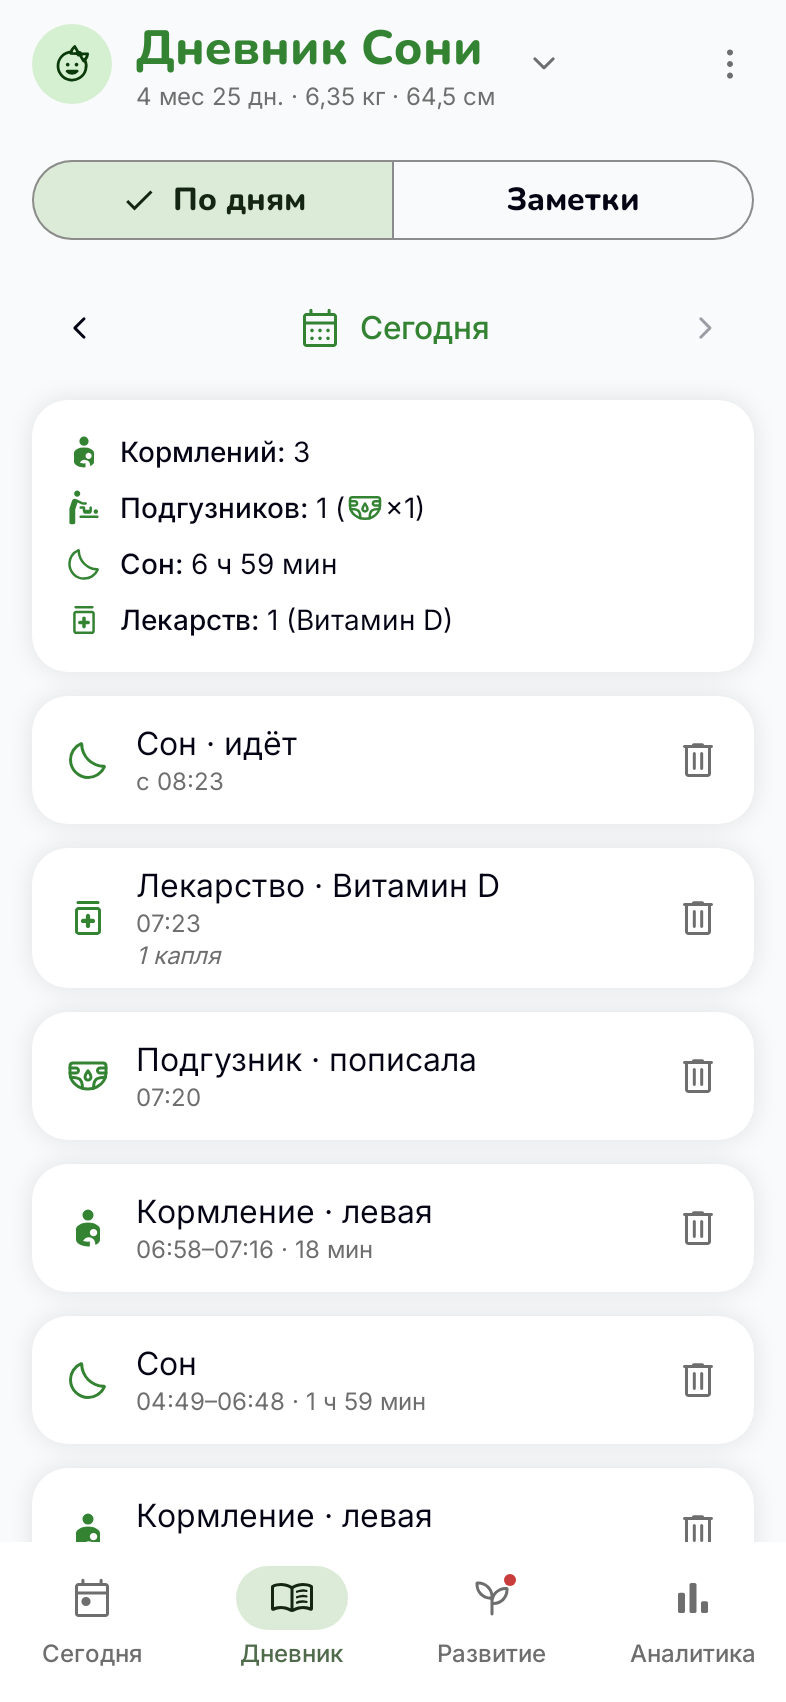 Дневник Сони
4 мес 25 дн. · 6,35 кг · 64,5 см
По дням
Заметки
Сегодня
Кормлений: 3
Подгузников: 1 (×1)
Сон: 6 ч 59 мин
Лекарств: 1 (Витамин D)
Сон · идёт
с 08:23
Лекарство · Витамин D
07:23
1 капля
Подгузник · пописала
07:20
Кормление · левая
06:58–07:16 · 18 мин
Сон
04:49–06:48 · 1 ч 59 мин
Кормление · левая
Сегодня
Дневник
Развитие
Аналитика